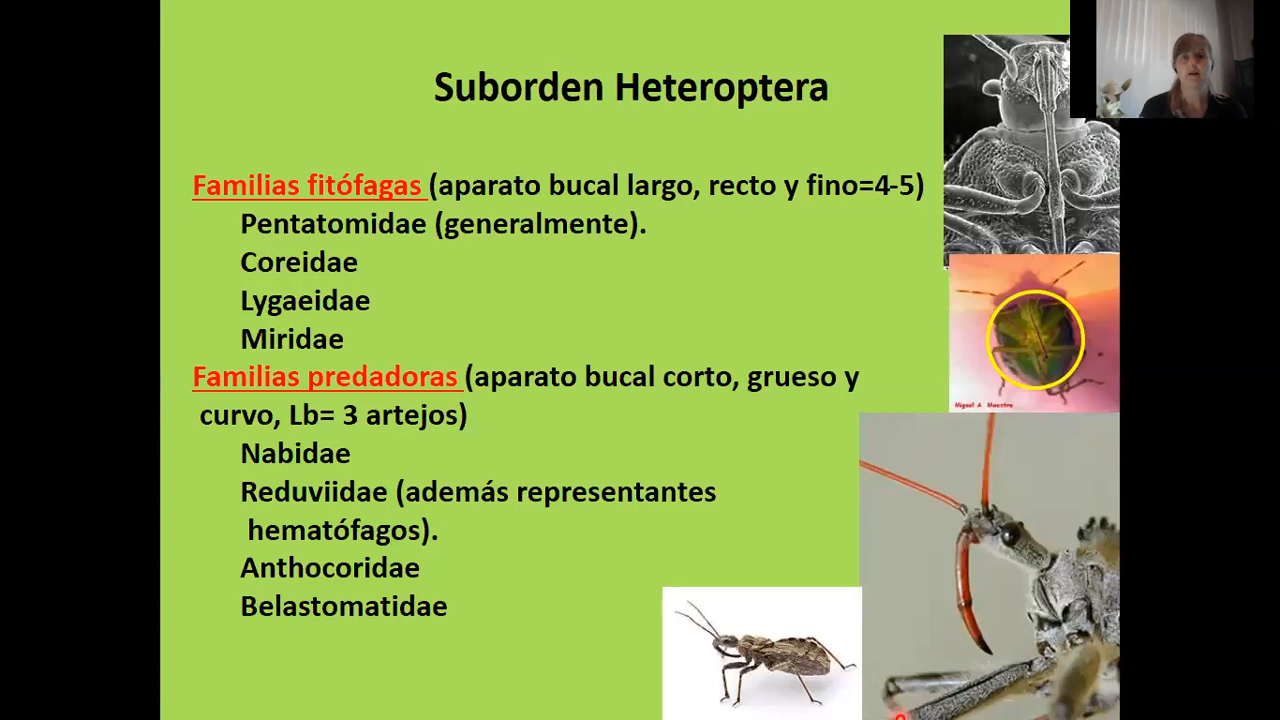 Suborden Heteroptera
Familias fitófagas (aparato bucal largo, recto y fino=4-5)
Pentatomidae (generalmente).
Coreidae
Lygaeidae
Miridae
Familias predadoras (aparato bucal corto, grueso y
curvo, Lb= 3 artejos)
Nabidae
Reduviidae (además representantes
hematófagos).
Anthocoridae
Belastomatidae
Miguel A. Maestro